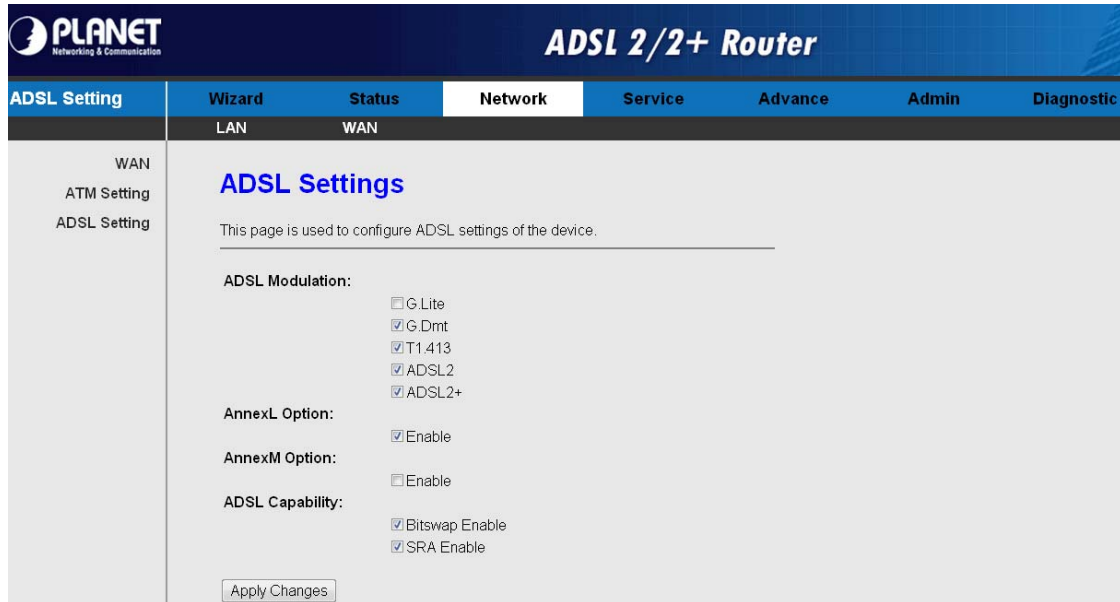 PLANET
Networking & Communication
ADSL 2/2+ Router
ADSL Setting
Wizard Status Network Service Advance Admin Diagnostic
LAN WAN
WAN
ATM Setting
ADSL Setting
ADSL Settings
This page is used to configure ADSL settings of the device.
ADSL Modulation:
G.Lite
G.Dmt
T1.413
ADSL2
ADSL2+
AnnexL Option:
Enable
AnnexM Option:
Enable
ADSL Capability:
Bitswap Enable
SRA Enable
Apply Changes